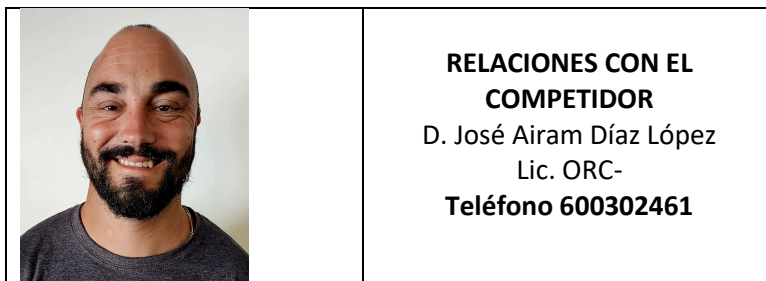 RELACIONES CON EL
COMPETIDOR
D. José Airam Díaz López
Lic. ORC-
Teléfono 600302461